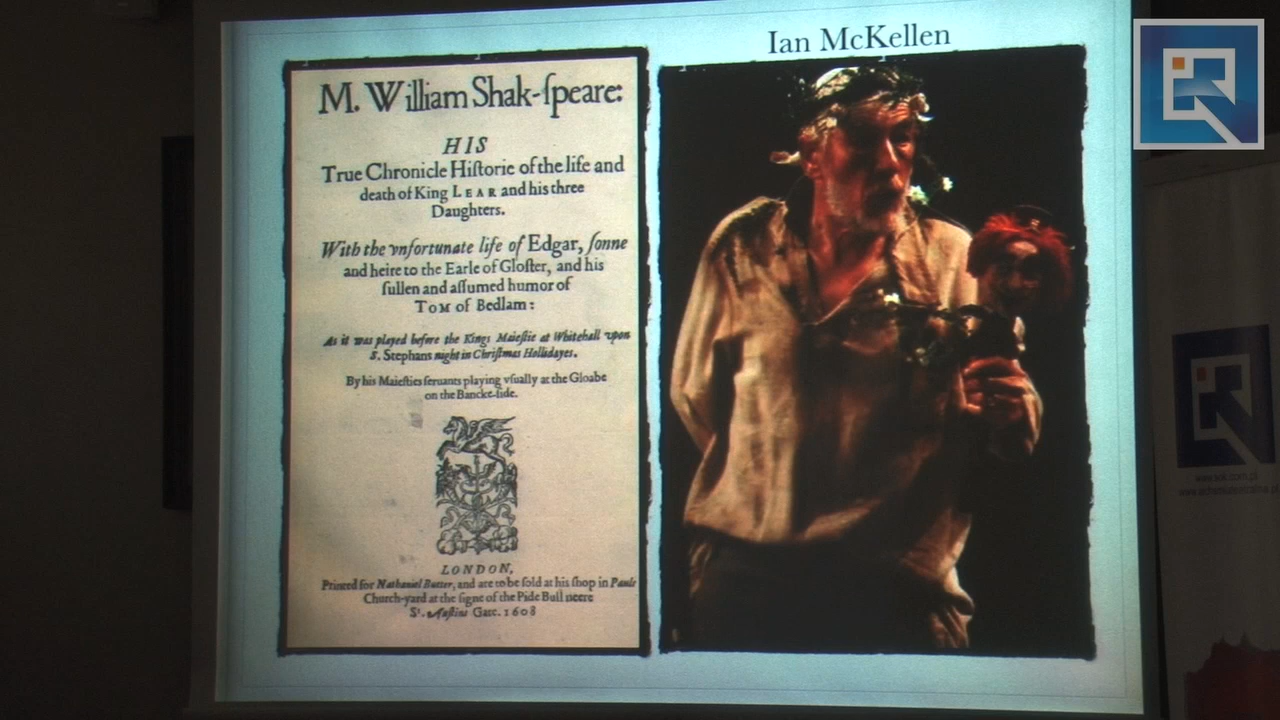 Ian McKellen
M. William Shak-ſpeare:
HIS
True Chronicle Hiſtorie of the life and
death of King LEAR and his three
Daughters.
With the vnfortunate life of Edgar, ſonne
and heire to the Earle of Gloſter, and his
ſullen and aſſumed humor of
TOM of Bedlam:
As it was played before the Kings Maieſtie at Whitehall vpon
S. Stephans night in Chriſtmas Hollidayes.
By his Maieſties ſeruants playing vſually at the Gloabe
on the Bancke-ſide.
LONDON,
Printed for Nathaniel Butter, and are to be ſold at his ſhop in Pauls
Church-yard at the ſigne of the Pide Bull neere
St. Auſtins Gate. 1608